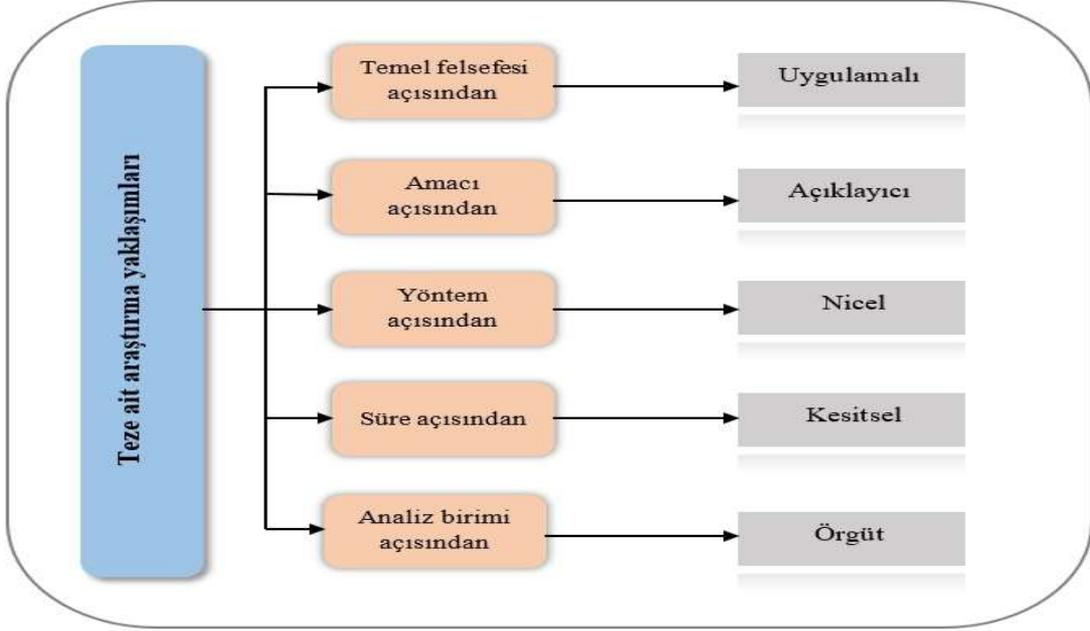 Teze ait araştırma yaklaşımları
Temel felsefesi
açısından
Uygulamalı
Amacı
açısından
Açıklayıcı
Yöntem
açısından
Nicel
Süre açısından
Kesitsel
Analiz birimi
açısından
Örgüt